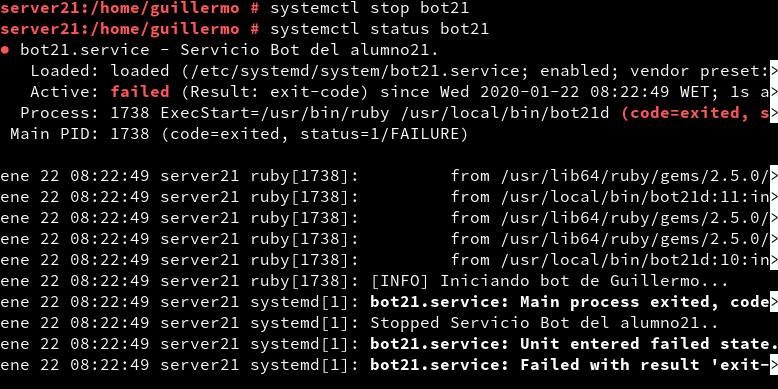 server21:/home/guillermo # systemctl stop bot21
server21:/home/guillermo # systemctl status bot21
● bot21.service - Servicio Bot del alumno21.
   Loaded: loaded (/etc/systemd/system/bot21.service; enabled; vendor preset:>
   Active: failed (Result: exit-code) since Wed 2020-01-22 08:22:49 WET; 1s a>
  Process: 1738 ExecStart=/usr/bin/ruby /usr/local/bin/bot21d (code=exited, s>
 Main PID: 1738 (code=exited, status=1/FAILURE)
ene 22 08:22:49 server21 ruby[1738]:         from /usr/lib64/ruby/gems/2.5.0/>
ene 22 08:22:49 server21 ruby[1738]:         from /usr/local/bin/bot21d:11:in>
ene 22 08:22:49 server21 ruby[1738]:         from /usr/lib64/ruby/gems/2.5.0/>
ene 22 08:22:49 server21 ruby[1738]:         from /usr/lib64/ruby/gems/2.5.0/>
ene 22 08:22:49 server21 ruby[1738]:         from /usr/local/bin/bot21d:10:in>
ene 22 08:22:49 server21 ruby[1738]: [INFO] Iniciando bot de Guillermo...
ene 22 08:22:49 server21 systemd[1]: bot21.service: Main process exited, code>
ene 22 08:22:49 server21 systemd[1]: Stopped Servicio Bot del alumno21..
ene 22 08:22:49 server21 systemd[1]: bot21.service: Unit entered failed state.
ene 22 08:22:49 server21 systemd[1]: bot21.service: Failed with result 'exit->